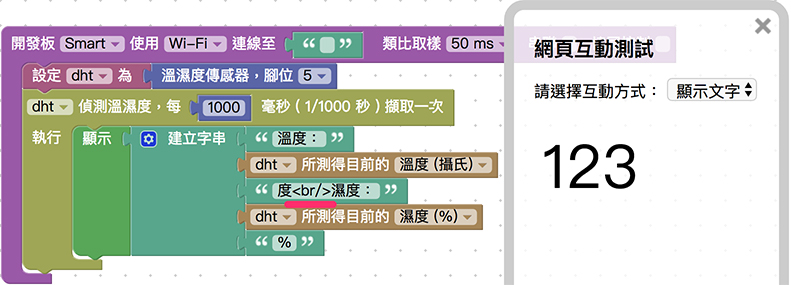 開發板 Smart 使用 Wi-Fi 連線至 “ ” 類比取樣 50 ms
設定 dht 為 溫濕度傳感器,腳位 5
dht 偵測溫濕度,每 1000 毫秒 ( 1/1000 秒 ) 擷取一次
執行 顯示 建立字串 “ 溫度: ”
dht 所測得目前的 溫度 (攝氏)
“ 度<br/>濕度: ”
dht 所測得目前的 濕度 (%)
“ % ”
網頁互動測試
請選擇互動方式: 顯示文字
123